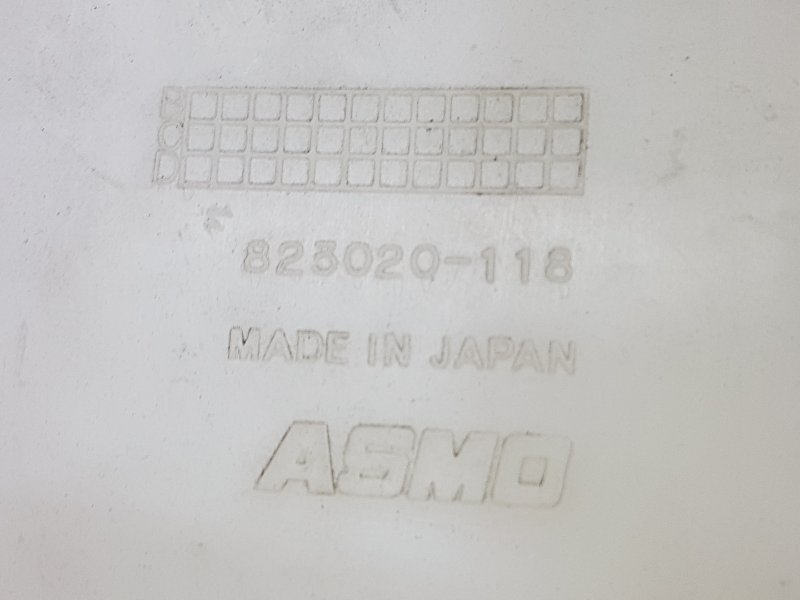 B
C
D
823020-118
MADE IN JAPAN
ASMO